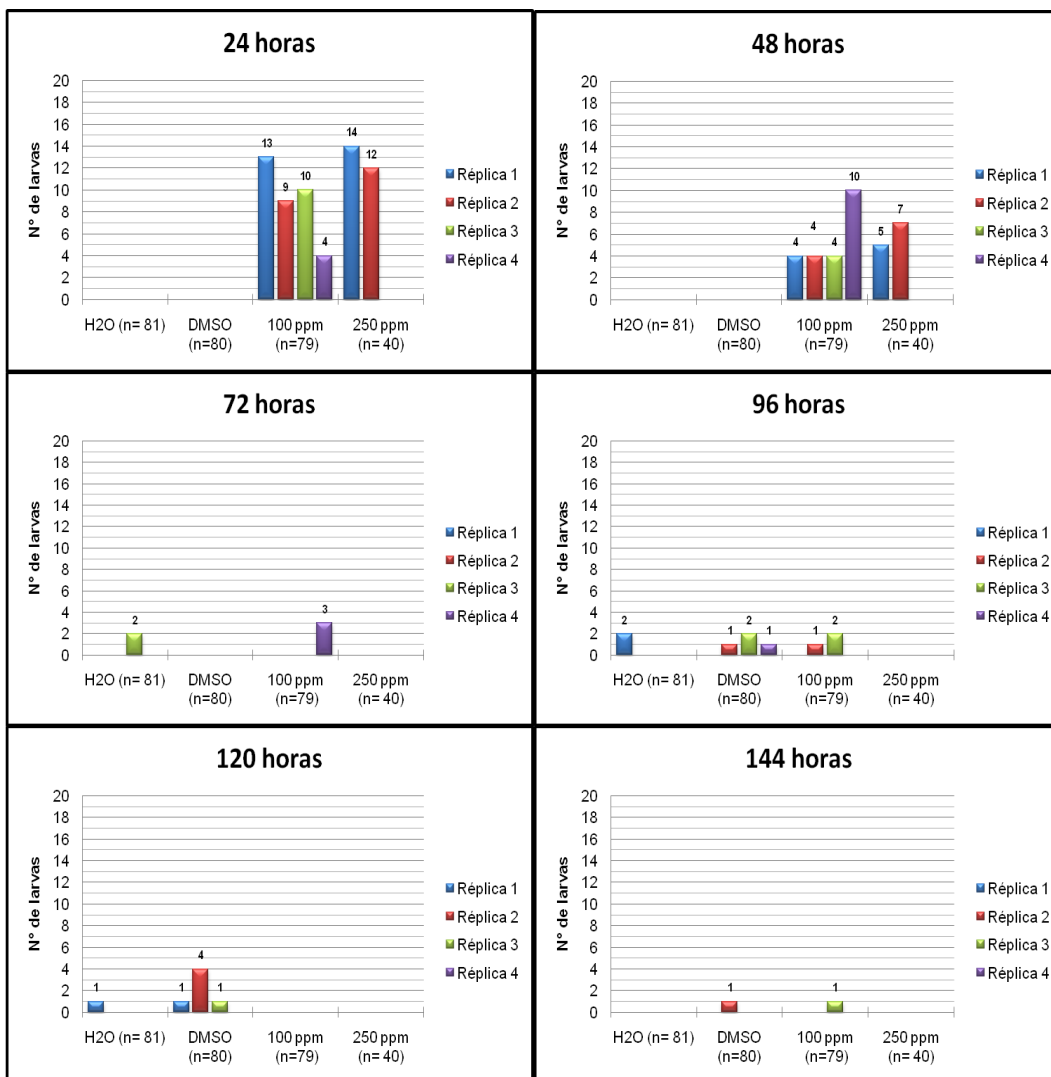 24 horas
N° de larvas
20
18
16
14
12
10
8
6
4
2
0
13
9
10
4
14
12
H2O (n= 81)
DMSO (n=80)
100 ppm (n=79)
250 ppm (n= 40)
Réplica 1
Réplica 2
Réplica 3
Réplica 4
48 horas
N° de larvas
20
18
16
14
12
10
8
6
4
2
0
4
4
4
10
5
7
H2O (n= 81)
DMSO (n=80)
100 ppm (n=79)
250 ppm (n= 40)
Réplica 1
Réplica 2
Réplica 3
Réplica 4
72 horas
N° de larvas
20
18
16
14
12
10
8
6
4
2
0
2
3
H2O (n= 81)
DMSO (n=80)
100 ppm (n=79)
250 ppm (n= 40)
Réplica 1
Réplica 2
Réplica 3
Réplica 4
96 horas
N° de larvas
20
18
16
14
12
10
8
6
4
2
0
2
1
2
1
1
2
H2O (n= 81)
DMSO (n=80)
100 ppm (n=79)
250 ppm (n= 40)
Réplica 1
Réplica 2
Réplica 3
Réplica 4
120 horas
N° de larvas
20
18
16
14
12
10
8
6
4
2
0
1
1
4
1
H2O (n= 81)
DMSO (n=80)
100 ppm (n=79)
250 ppm (n= 40)
Réplica 1
Réplica 2
Réplica 3
Réplica 4
144 horas
N° de larvas
20
18
16
14
12
10
8
6
4
2
0
1
1
H2O (n= 81)
DMSO (n=80)
100 ppm (n=79)
250 ppm (n= 40)
Réplica 1
Réplica 2
Réplica 3
Réplica 4